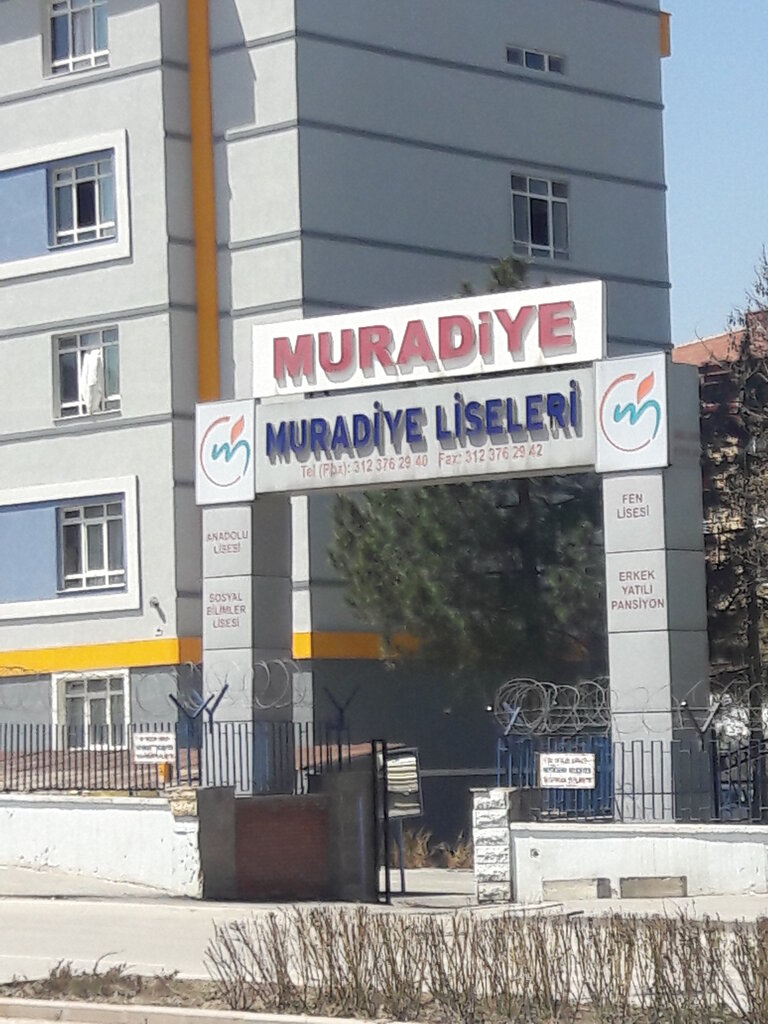 MURADİYE
MURADİYE LİSELERİ
Tel (Pbx): 312 376 29 40 Fax: 312 376 29 42
ANADOLU
LİSESİ
SOSYAL
BİLİMLER
LİSESİ
FEN
LİSESİ
ERKEK
YATILI
PANSİYON